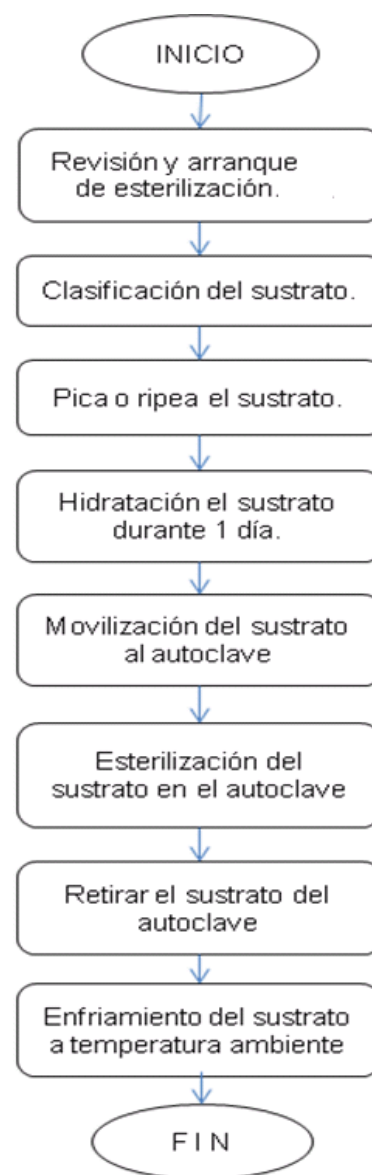 INICIO
Revisión y arranque
de esterilización.
Clasificación del sustrato.
Pica o ripea el sustrato.
Hidratación el sustrato
durante 1 día.
Movilización del sustrato
al autoclave
Esterilización del
sustrato en el autoclave
Retirar el sustrato del
autoclave
Enfriamiento del sustrato
a temperatura ambiente
F I N